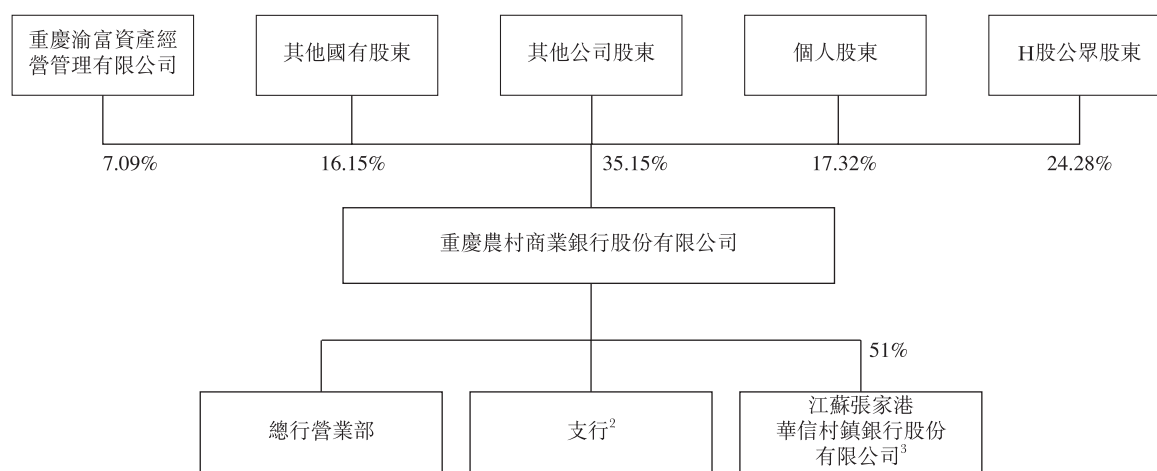 重慶渝富資產經
營管理有限公司
其他國有股東
其他公司股東
個人股東
H股公眾股東
7.09%
16.15%
35.15%
17.32%
24.28%
重慶農村商業銀行股份有限公司
51%
總行營業部
支行2
江蘇張家港
華信村鎮銀行股份
有限公司3